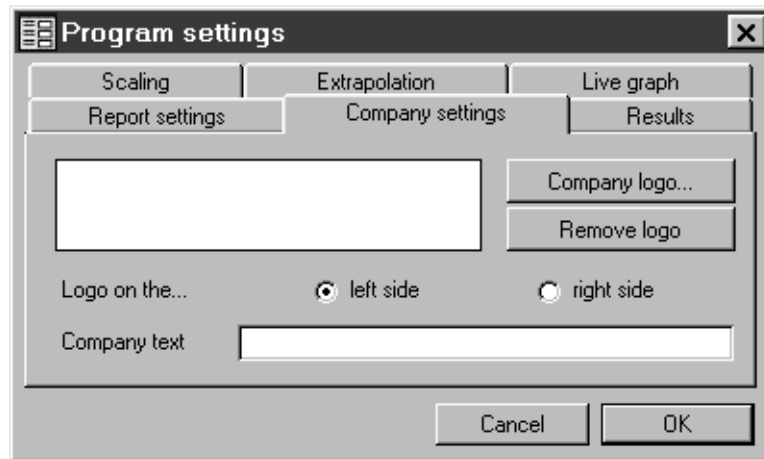 Program settings
Scaling Extrapolation Live graph
Report settings Company settings Results
Company logo...
Remove logo
Logo on the... left side right side
Company text
Cancel OK